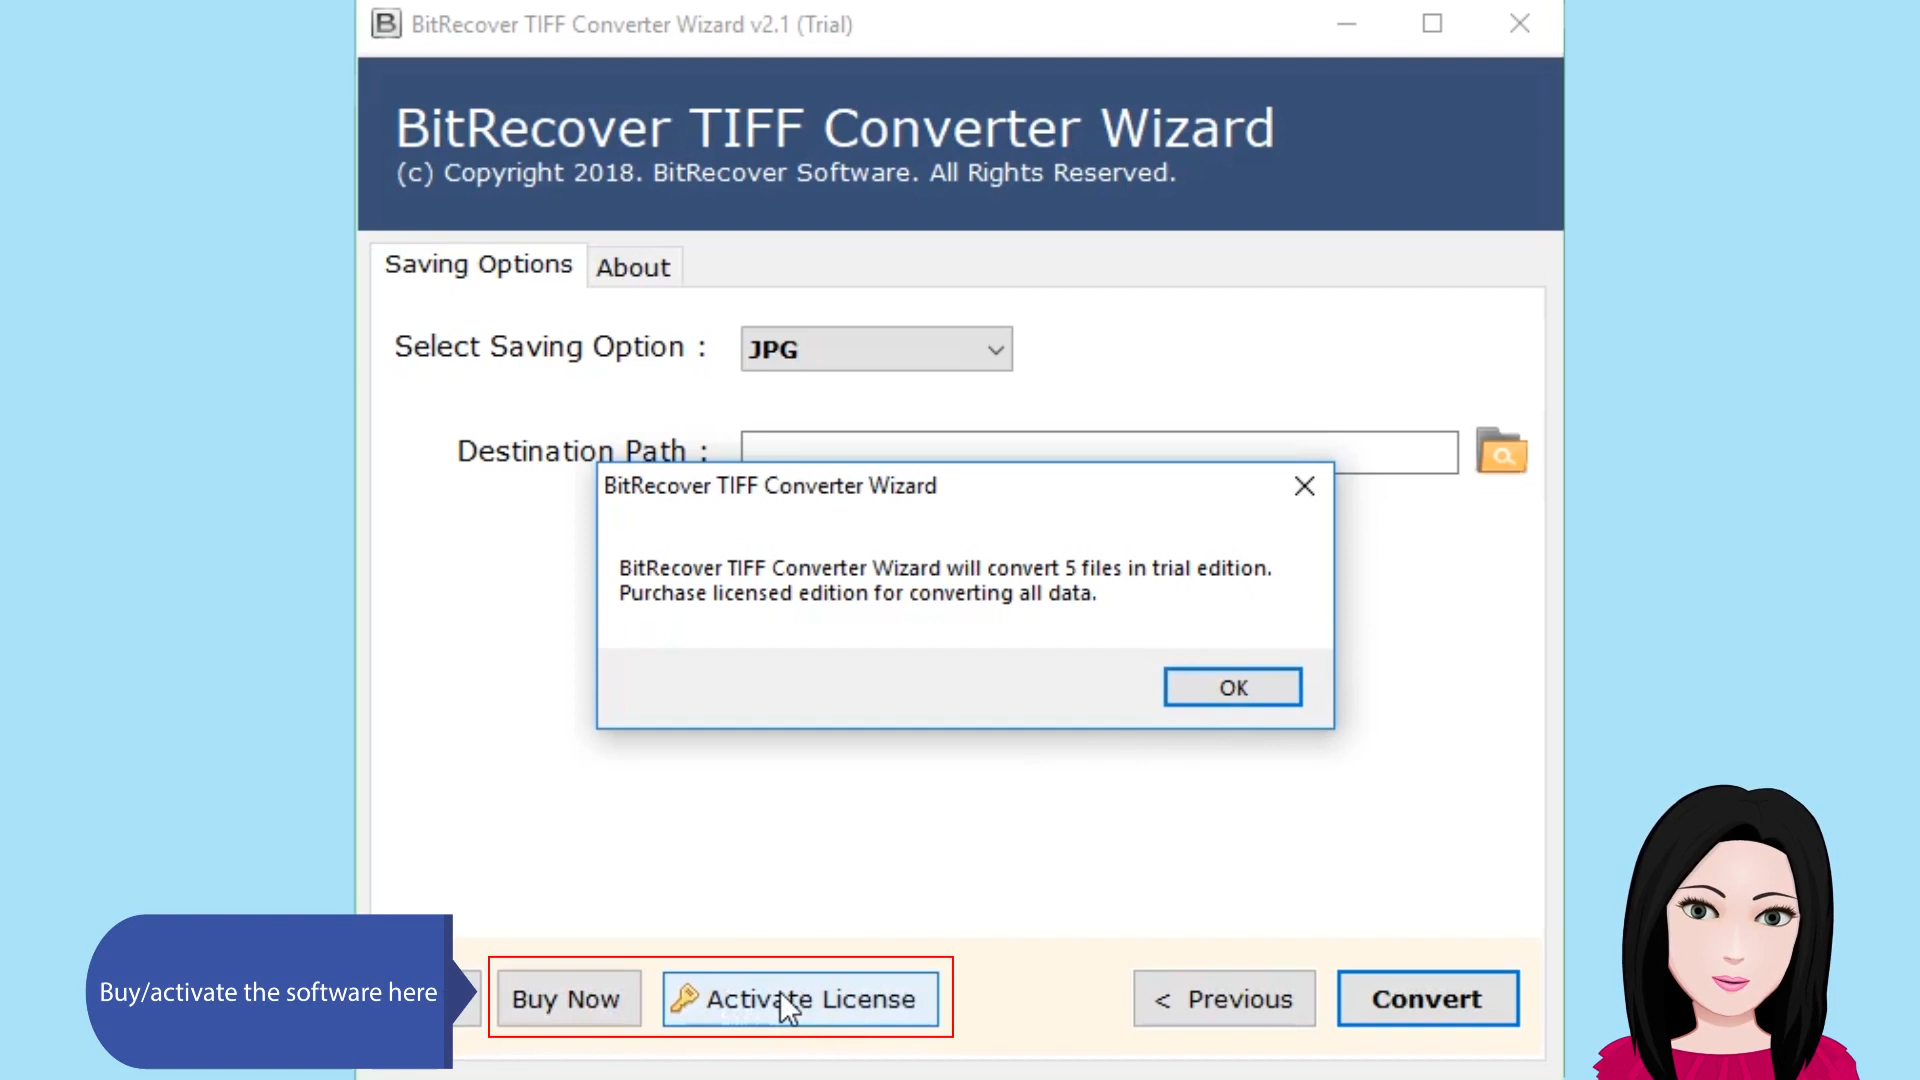 B BitRecover TIFF Converter Wizard v2.1 (Trial)
BitRecover TIFF Converter Wizard
(c) Copyright 2018. BitRecover Software. All Rights Reserved.
Saving Options
About
Select Saving Option :
JPG
Destination Path :
BitRecover TIFF Converter Wizard
BitRecover TIFF Converter Wizard will convert 5 files in trial edition.
Purchase licensed edition for converting all data.
OK
Buy/activate the software here
Buy Now
Activate License
< Previous
Convert